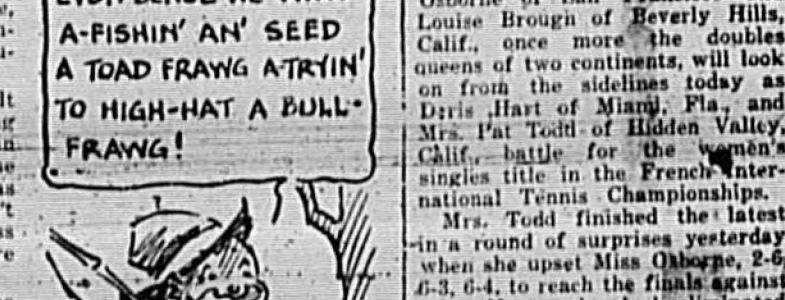 A-FISHIN' AN' SEED
A TOAD FRAWG A-TRYIN'
TO HIGH-HAT A BULL-
FRAWG!
Louise Brough of Beverly Hills,
Calif., once more the doubles
queens of two continents, will look
on from the sidelines today as
Doris Hart of Miami, Fla., and
Mrs. Pat Todd of Hidden Valley,
Calif., battle for the women's
singles title in the French Inter-
national Tennis Championships.
Mrs. Todd finished the latest
in a round of surprises yesterday
when she upset Miss Osborne, 2-6,
6-3, 6-4, to reach the finals against